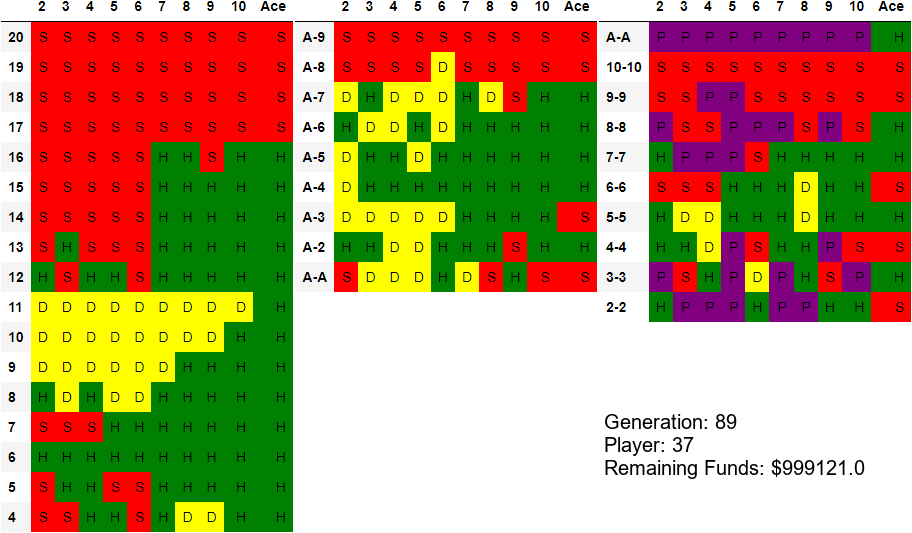 2 3 4 5 6 7 8 9 10 Ace
20 S S S S S S S S S S
19 S S S S S S S S S S
18 S S S S S S S S S S
17 S S S S S S S S S S
16 S S S S S H H S H H
15 S S S S S H H H H H
14 S S S S S H H H H H
13 S H S S S H H H H H
12 H S H H S H H H H H
11 D D D D D D D D D H
10 D D D D D D D D H H
9 D D D D D D H H H H
8 H D H D D H H H H H
7 S S S H H H H H H H
6 H H H H H H H H H H
5 S H H S S H H H H H
4 S S H H S H D D H H
2 3 4 5 6 7 8 9 10 Ace
A-9 S S S S S S S S S S
A-8 S S S S D S S S S S
A-7 D H D D D H D S H H
A-6 H D D H D H H H H H
A-5 D H H D H H H H H H
A-4 D H H H H H H H H H
A-3 D D D D D H H H H S
A-2 H H D D H H H S H H
A-A S D D D H D S H S S
2 3 4 5 6 7 8 9 10 Ace
A-A P P P P P P P P P H
10-10 S S S S S S S S S S
9-9 S S P P S S S S S S
8-8 P S S P P P S P S H
7-7 H P P P S H H H H H
6-6 S S S H H H D H H S
5-5 H D D H H H D H H H
4-4 H H D P S H H P S S
3-3 P S H P D P H S P H
2-2 H P P P H P P H H S
Generation: 89
Player: 37
Remaining Funds: $999121.0